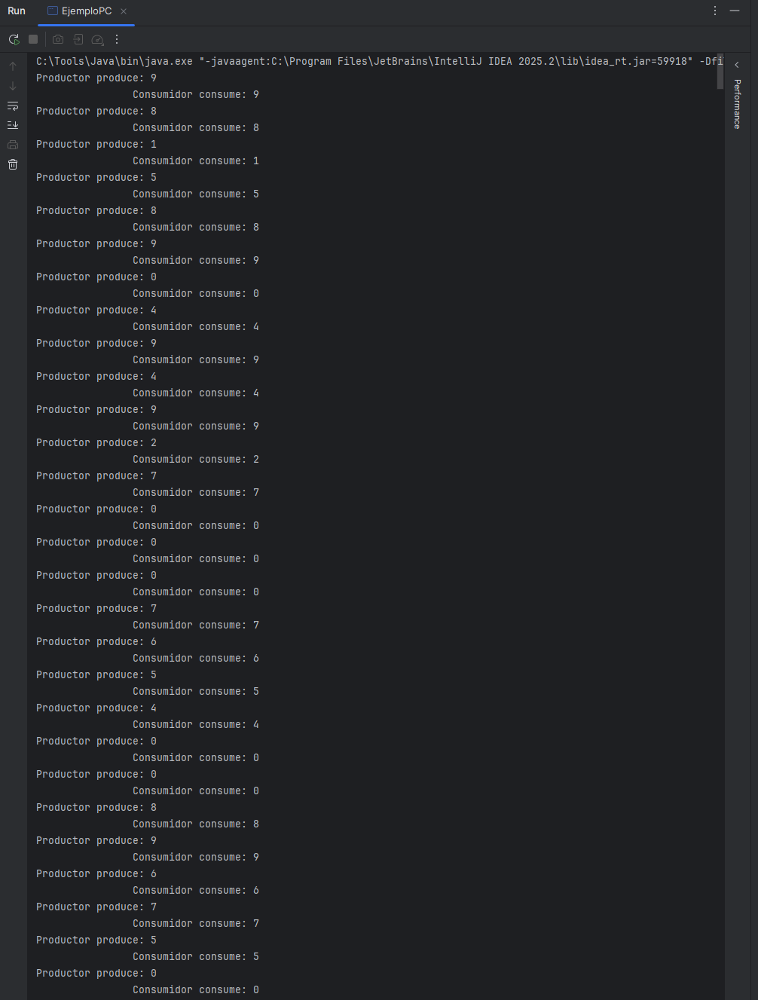 Run EjemploPC
C:\Tools\Java\bin\java.exe "-javaagent:C:\Program Files\JetBrains\IntelliJ IDEA 2025.2\lib\idea_rt.jar=59918" -Dfi
Productor produce: 9
Consumidor consume: 9
Productor produce: 8
Consumidor consume: 8
Productor produce: 1
Consumidor consume: 1
Productor produce: 5
Consumidor consume: 5
Productor produce: 8
Consumidor consume: 8
Productor produce: 9
Consumidor consume: 9
Productor produce: 0
Consumidor consume: 0
Productor produce: 4
Consumidor consume: 4
Productor produce: 9
Consumidor consume: 9
Productor produce: 4
Consumidor consume: 4
Productor produce: 9
Consumidor consume: 9
Productor produce: 2
Consumidor consume: 2
Productor produce: 7
Consumidor consume: 7
Productor produce: 0
Consumidor consume: 0
Productor produce: 0
Consumidor consume: 0
Productor produce: 0
Consumidor consume: 0
Productor produce: 7
Consumidor consume: 7
Productor produce: 6
Consumidor consume: 6
Productor produce: 5
Consumidor consume: 5
Productor produce: 4
Consumidor consume: 4
Productor produce: 0
Consumidor consume: 0
Productor produce: 0
Consumidor consume: 0
Productor produce: 8
Consumidor consume: 8
Productor produce: 9
Consumidor consume: 9
Productor produce: 6
Consumidor consume: 6
Productor produce: 7
Consumidor consume: 7
Productor produce: 5
Consumidor consume: 5
Productor produce: 0
Consumidor consume: 0
Performance